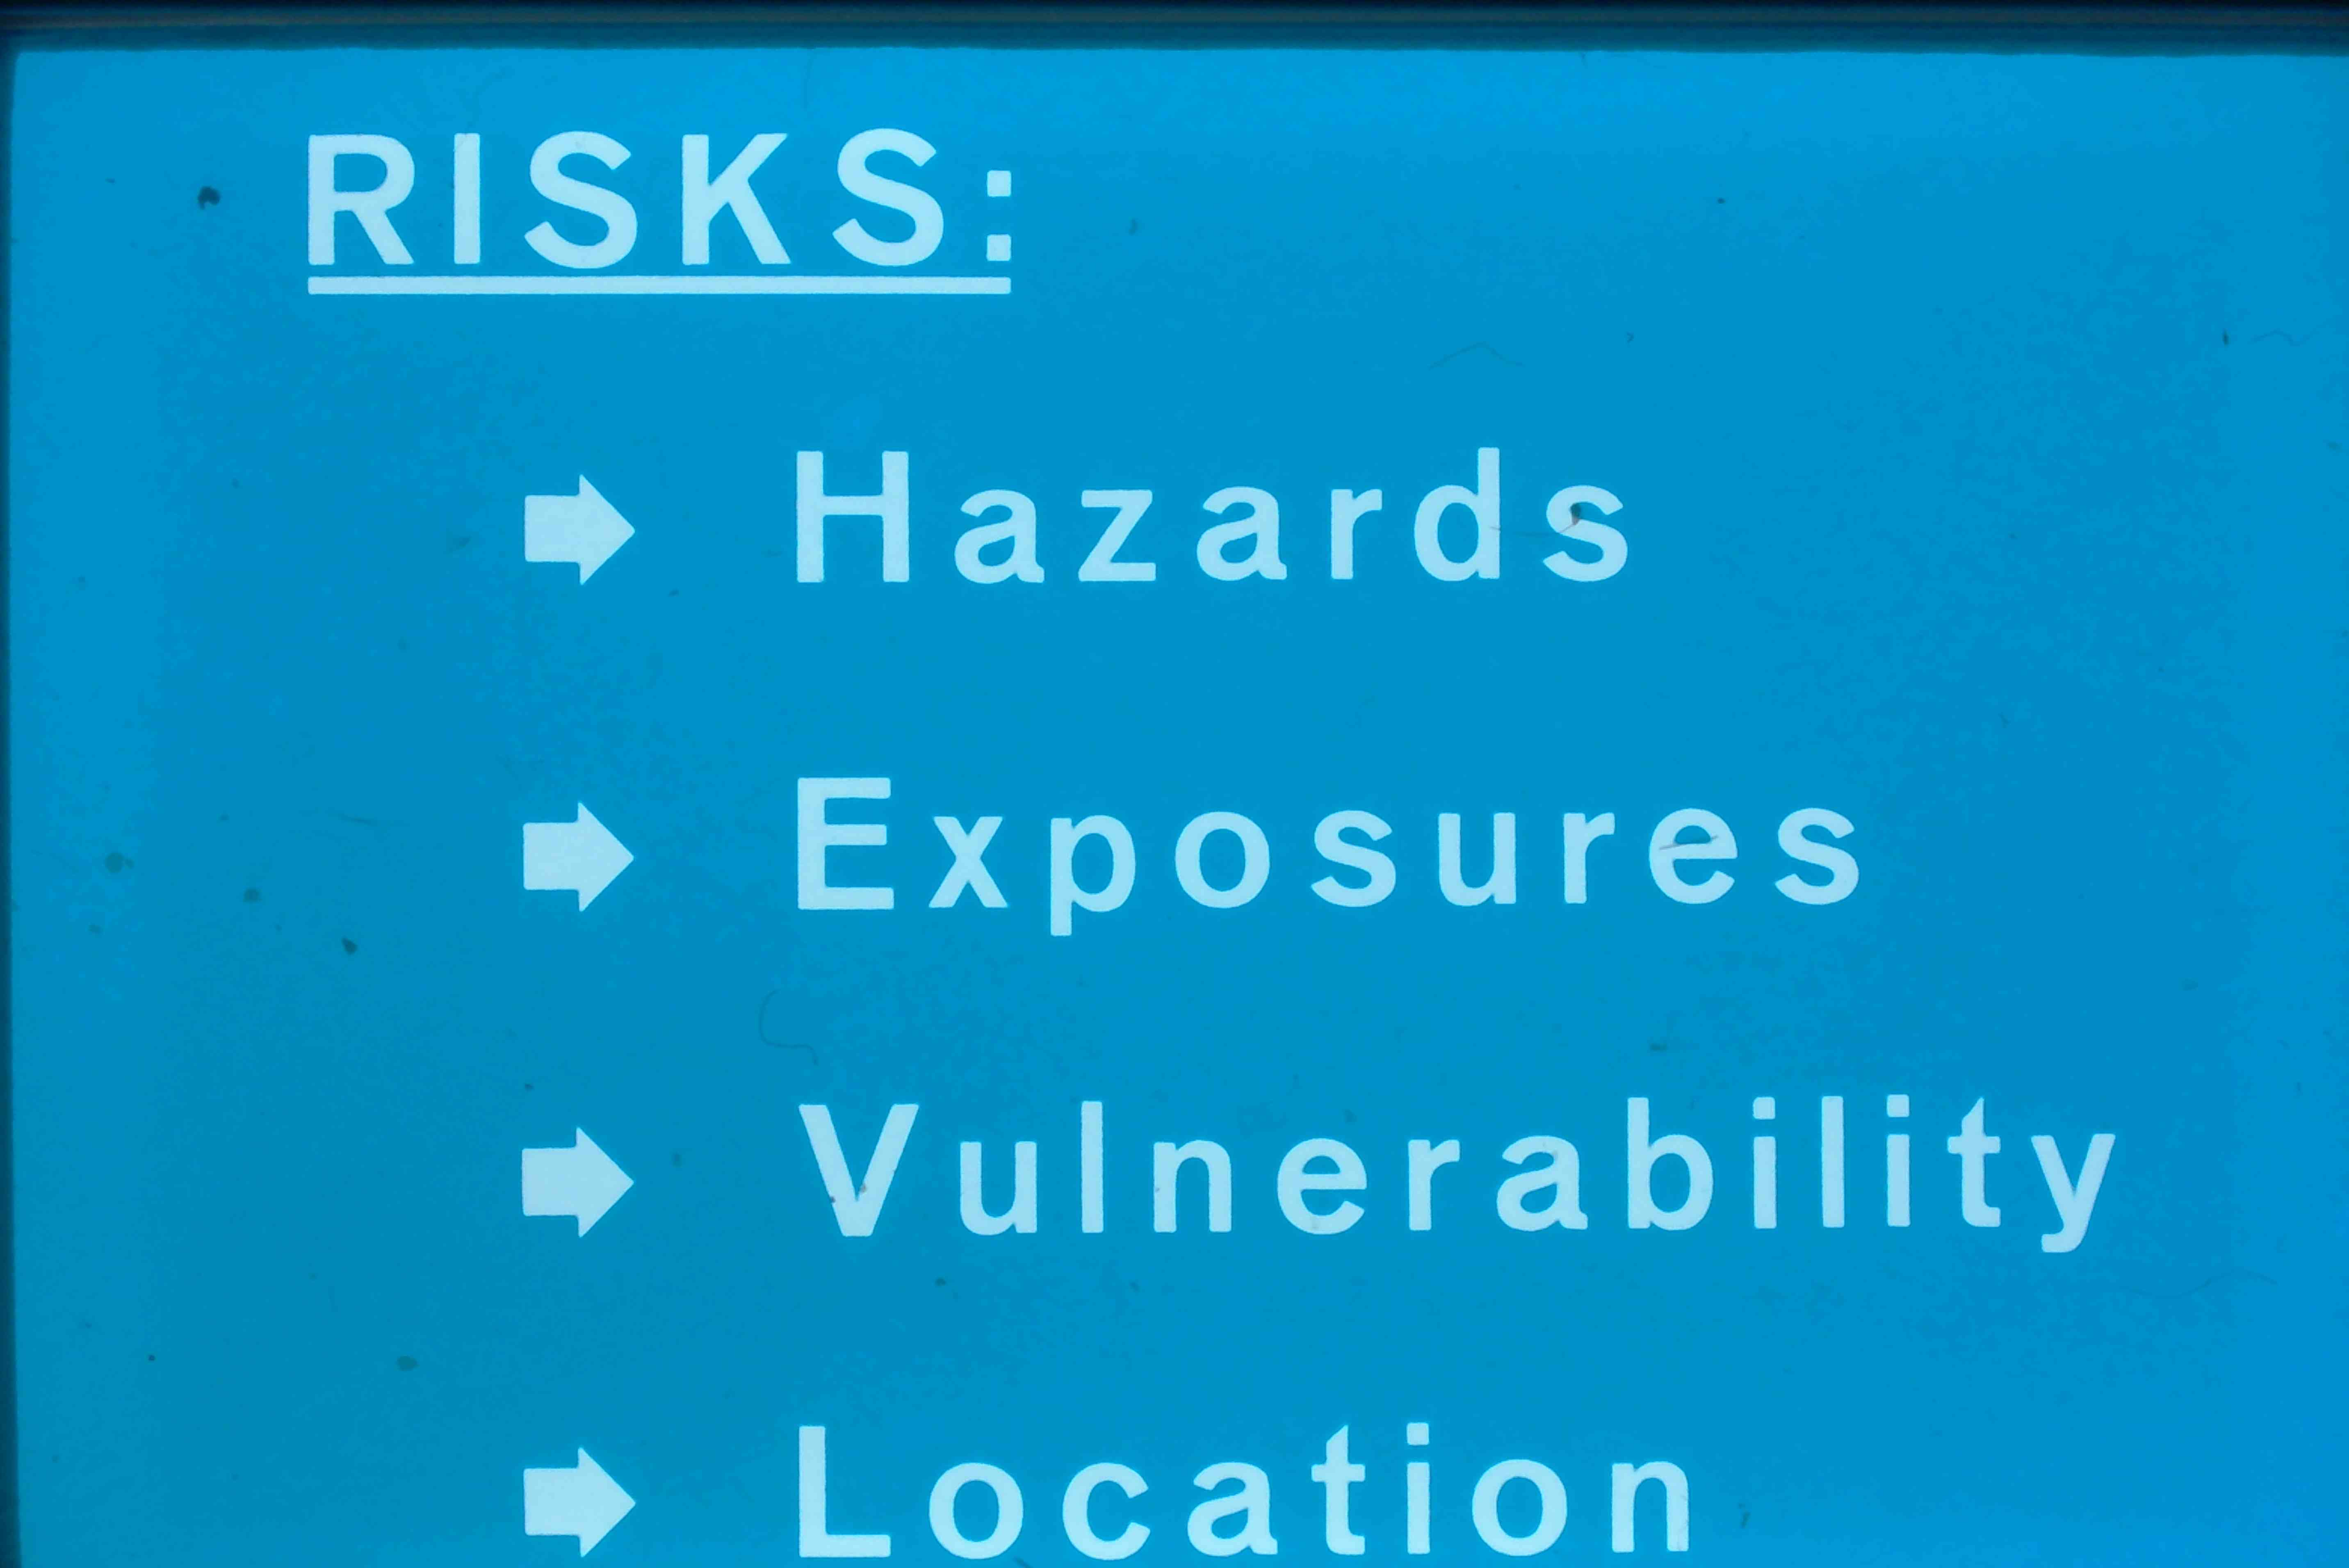 RISKS:
Hazards
Exposures
Vulnerability
Location